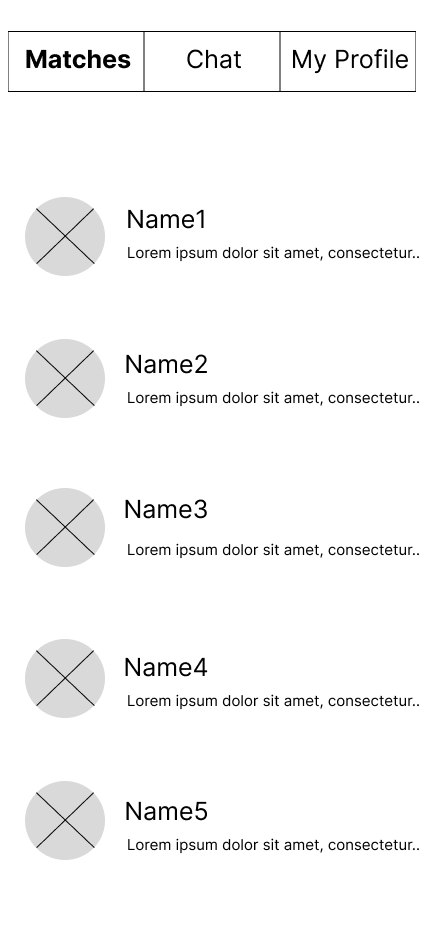 Matches Chat My Profile
Name1
Lorem ipsum dolor sit amet, consectetur..
Name2
Lorem ipsum dolor sit amet, consectetur..
Name3
Lorem ipsum dolor sit amet, consectetur..
Name4
Lorem ipsum dolor sit amet, consectetur..
Name5
Lorem ipsum dolor sit amet, consectetur..